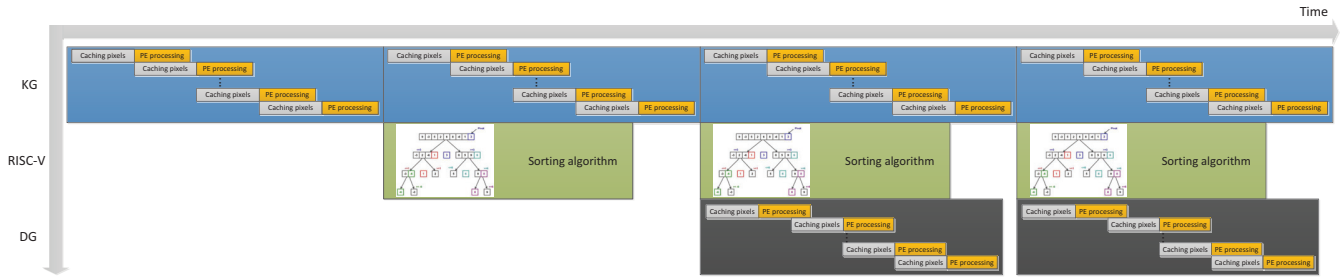 Time
KG
Caching pixels PE processing Caching pixels PE processing Caching pixels PE processing Caching pixels PE processing
Caching pixels PE processing Caching pixels PE processing Caching pixels PE processing Caching pixels PE processing
Caching pixels PE processing Caching pixels PE processing Caching pixels PE processing Caching pixels PE processing
Caching pixels PE processing Caching pixels PE processing Caching pixels PE processing Caching pixels PE processing
RISC-V
Sorting algorithm Sorting algorithm Sorting algorithm
DG
Caching pixels PE processing Caching pixels PE processing
Caching pixels PE processing Caching pixels PE processing
Caching pixels PE processing Caching pixels PE processing
Caching pixels PE processing Caching pixels PE processing